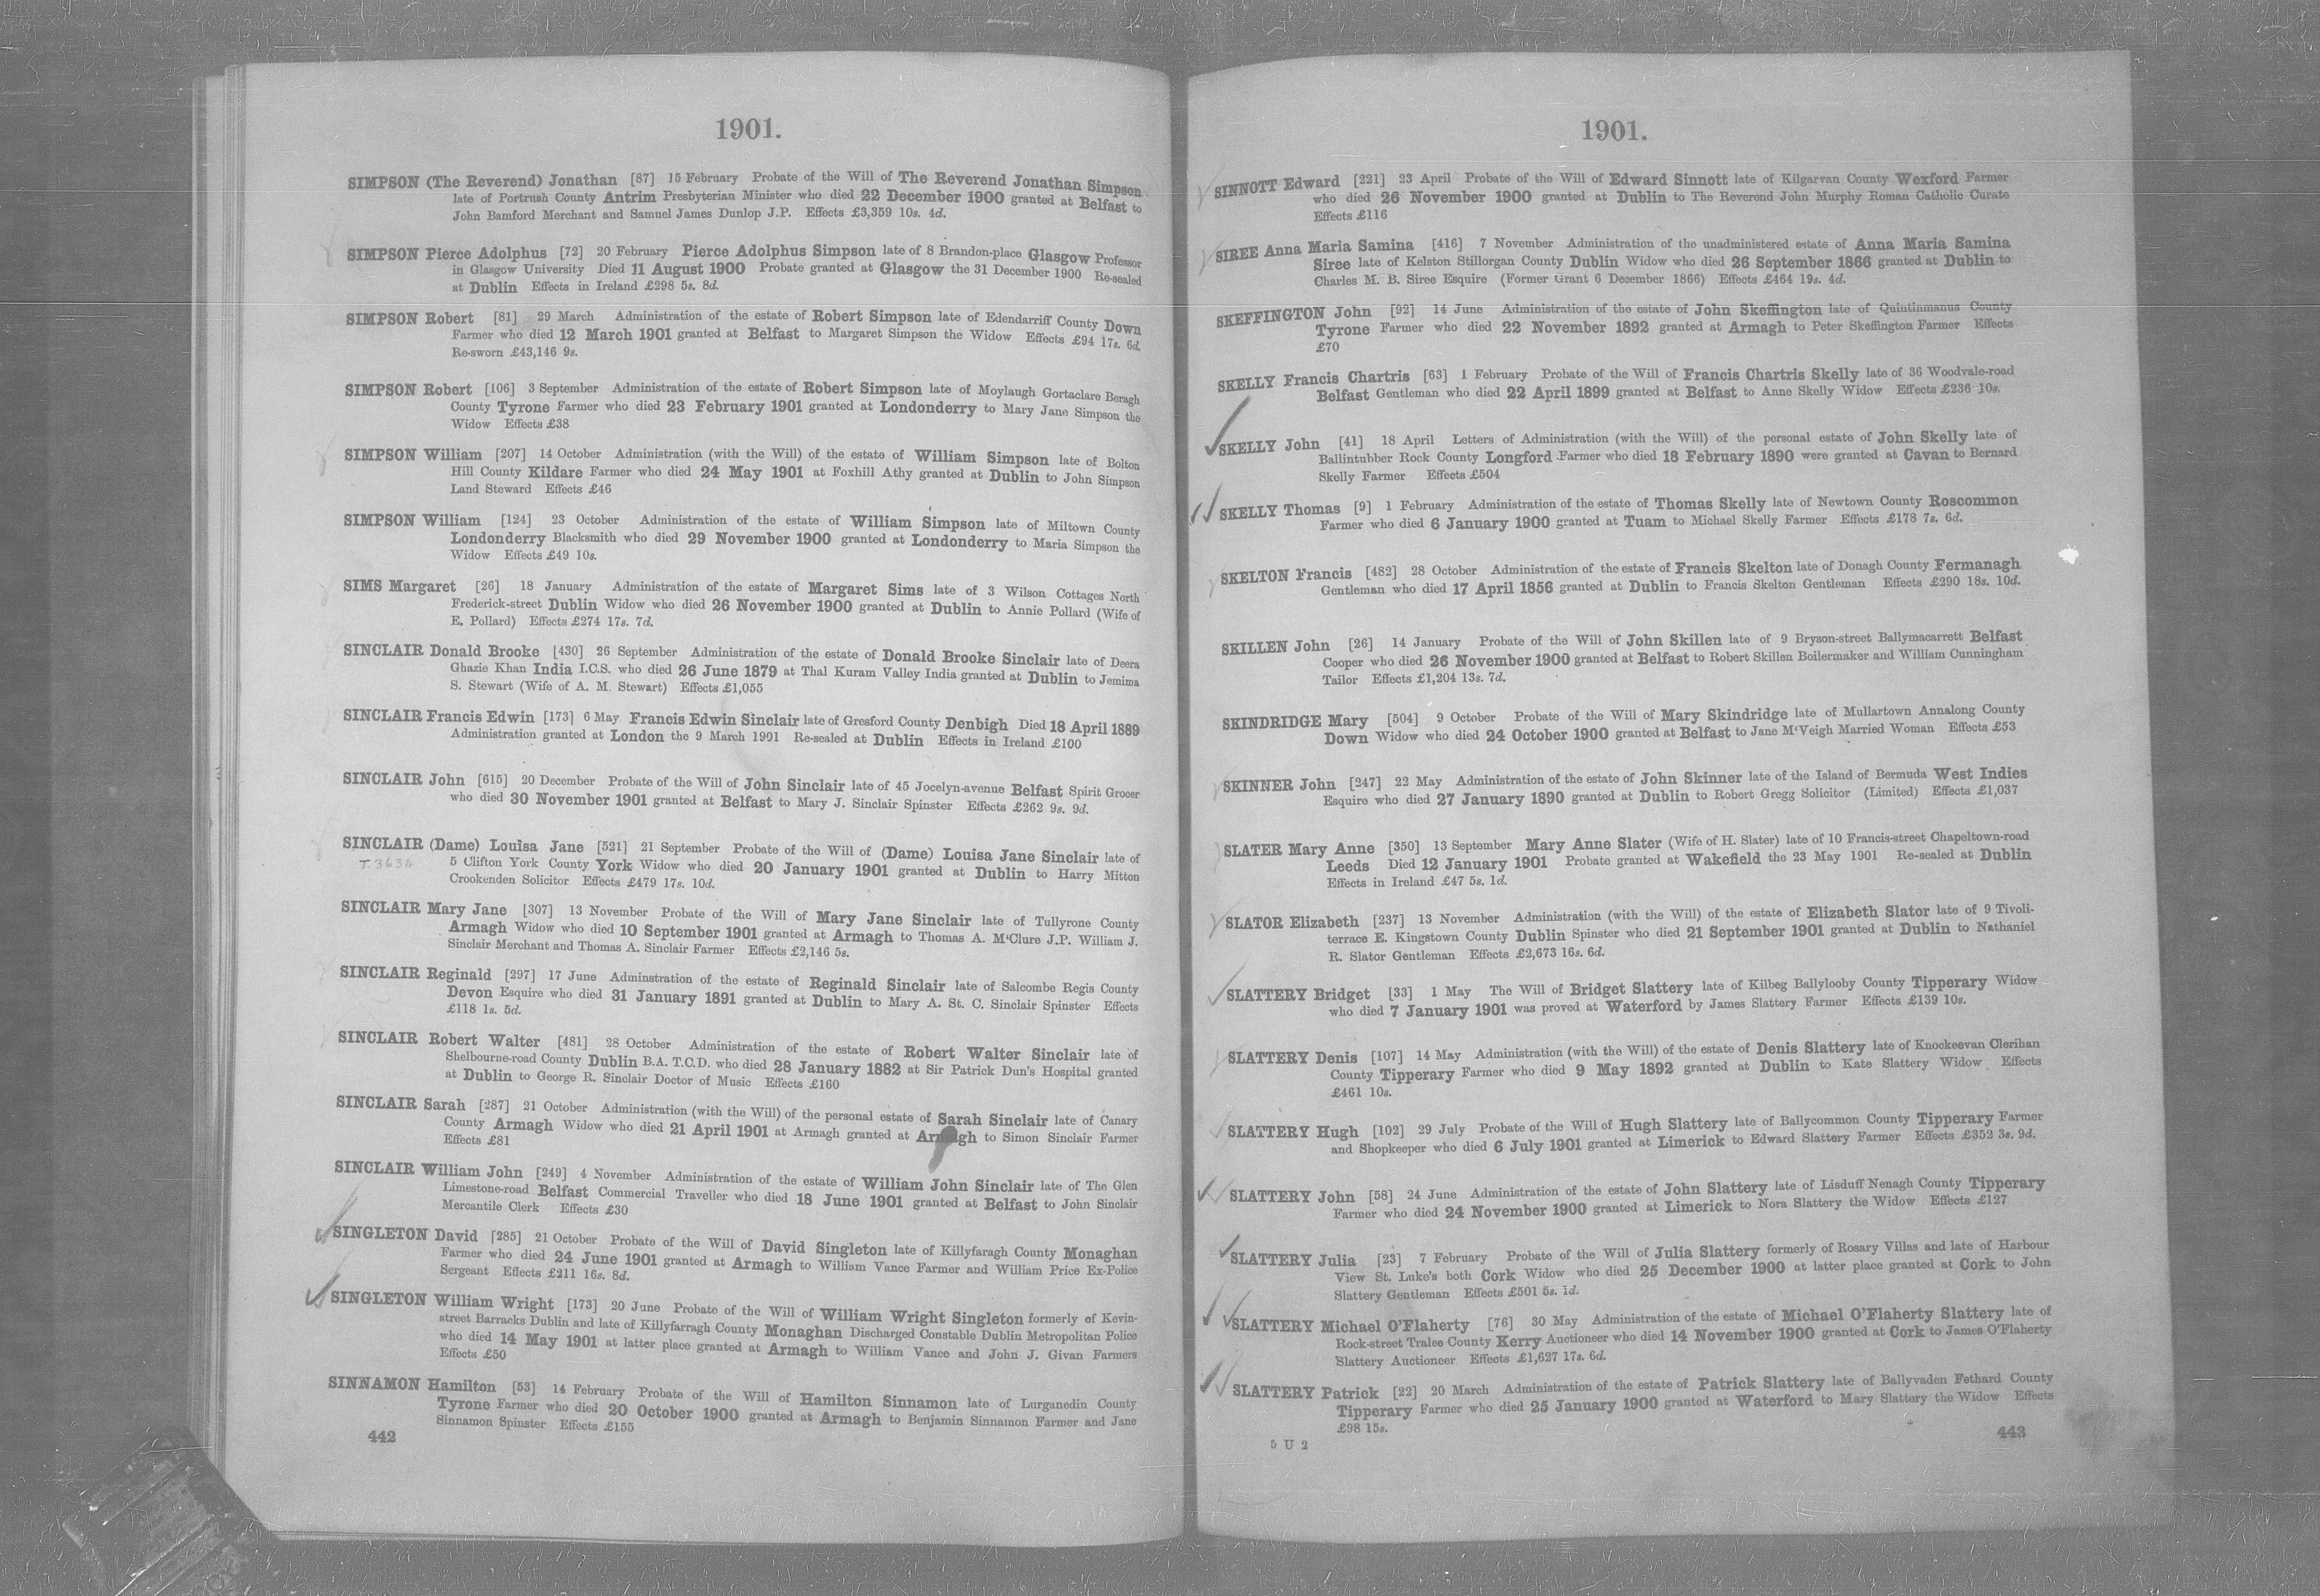 1901.
SIMPSON (The Reverend) Jonathan [87] 15 February Probate of the Will of The Reverend Jonathan Simpson
late of Portrush County Antrim Presbyterian Minister who died 22 December 1900 granted at Belfast to
John Bamford Merchant and Samuel James Dunlop J.P. Effects £3,359 10s. 4d.
SIMPSON Pierce Adolphus [72] 20 February Pierce Adolphus Simpson late of 8 Brandon-place Glasgow Professor
in Glasgow University Died 11 August 1900 Probate granted at Glasgow the 31 December 1900 Re-sealed
at Dublin Effects in Ireland £298 5s. 8d.
SIMPSON Robert [81] 29 March Administration of the estate of Robert Simpson late of Edendarriff County Down
Farmer who died 12 March 1901 granted at Belfast to Margaret Simpson the Widow Effects £94 17s. 6d.
Re-sworn £43,146 9s.
SIMPSON Robert [106] 3 September Administration of the estate of Robert Simpson late of Moylaugh Gortaclare Beragh
County Tyrone Farmer who died 23 February 1901 granted at Londonderry to Mary Jane Simpson the
Widow Effects £38
SIMPSON William [207] 14 October Administration (with the Will) of the estate of William Simpson late of Bolton
Hill County Kildare Farmer who died 24 May 1901 at Foxhill Athy granted at Dublin to John Simpson
Land Steward Effects £46
SIMPSON William [124] 23 October Administration of the estate of William Simpson late of Miltown County
Londonderry Blacksmith who died 29 November 1900 granted at Londonderry to Maria Simpson the
Widow Effects £49 10s.
SIMS Margaret [26] 18 January Administration of the estate of Margaret Sims late of 3 Wilson Cottages North
Frederick-street Dublin Widow who died 26 November 1900 granted at Dublin to Annie Pollard (Wife of
E. Pollard) Effects £274 17s. 7d.
SINCLAIR Donald Brooke [430] 26 September Administration of the estate of Donald Brooke Sinclair late of Deera
Ghazie Khan India I.C.S. who died 26 June 1879 at Thal Kuram Valley India granted at Dublin to Jemima
S. Stewart (Wife of A. M. Stewart) Effects £1,055
SINCLAIR Francis Edwin [173] 6 May Francis Edwin Sinclair late of Gresford County Denbigh Died 18 April 1889
Administration granted at London the 9 March 1991 Re-sealed at Dublin Effects in Ireland £100
SINCLAIR John [615] 20 December Probate of the Will of John Sinclair late of 45 Jocelyn-avenue Belfast Spirit Grocer
who died 30 November 1901 granted at Belfast to Mary J. Sinclair Spinster Effects £262 9s. 9d.
SINCLAIR (Dame) Louisa Jane [521] 21 September Probate of the Will of (Dame) Louisa Jane Sinclair late of
T.3634 5 Clifton York County York Widow who died 20 January 1901 granted at Dublin to Harry Mitton
Crookenden Solicitor Effects £479 17s. 10d.
SINCLAIR Mary Jane [307] 13 November Probate of the Will of Mary Jane Sinclair late of Tullyrone County
Armagh Widow who died 10 September 1901 granted at Armagh to Thomas A. M'Clure J.P. William J.
Sinclair Merchant and Thomas A. Sinclair Farmer Effects £2,146 5s.
SINCLAIR Reginald [297] 17 June Adminstration of the estate of Reginald Sinclair late of Salcombe Regis County
Devon Esquire who died 31 January 1891 granted at Dublin to Mary A. St. C. Sinclair Spinster Effects
£118 1s. 5d.
SINCLAIR Robert Walter [481] 28 October Administration of the estate of Robert Walter Sinclair late of
Shelbourne-road County Dublin B.A. T.C.D. who died 28 January 1882 at Sir Patrick Dun's Hospital granted
at Dublin to George R. Sinclair Doctor of Music Effects £160
SINCLAIR Sarah [287] 21 October Administration (with the Will) of the personal estate of Sarah Sinclair late of Canary
County Armagh Widow who died 21 April 1901 at Armagh granted at Armagh to Simon Sinclair Farmer
Effects £81
SINCLAIR William John [249] 4 November Administration of the estate of William John Sinclair late of The Glen
Limestone-road Belfast Commercial Traveller who died 18 June 1901 granted at Belfast to John Sinclair
Mercantile Clerk Effects £30
SINGLETON David [285] 21 October Probate of the Will of David Singleton late of Killyfaragh County Monaghan
Farmer who died 24 June 1901 granted at Armagh to William Vance Farmer and William Price Ex-Police
Sergeant Effects £211 16s. 8d.
SINGLETON William Wright [173] 20 June Probate of the Will of William Wright Singleton formerly of Kevin-
street Barracks Dublin and late of Killyfarragh County Monaghan Discharged Constable Dublin Metropolitan Police
who died 14 May 1901 at latter place granted at Armagh to William Vance and John J. Givan Farmers
Effects £50
SINNAMON Hamilton [53] 14 February Probate of the Will of Hamilton Sinnamon late of Lurganedin County
Tyrone Farmer who died 20 October 1900 granted at Armagh to Benjamin Sinnamon Farmer and Jane
Sinnamon Spinster Effects £155
442
1901.
SINNOTT Edward [221] 23 April Probate of the Will of Edward Sinnott late of Kilgarvan County Wexford Farmer
who died 26 November 1900 granted at Dublin to The Reverend John Murphy Roman Catholic Curate
Effects £116
SIREE Anna Maria Samina [416] 7 November Administration of the unadministered estate of Anna Maria Samina
Siree late of Kelston Stillorgan County Dublin Widow who died 26 September 1866 granted at Dublin to
Charles M. B. Siree Esquire (Former Grant 6 December 1866) Effects £464 19s. 4d.
SKEFFINGTON John [92] 14 June Administration of the estate of John Skeffington late of Quintinmanus County
Tyrone Farmer who died 22 November 1892 granted at Armagh to Peter Skeffington Farmer Effects
£70
SKELLY Francis Chartris [63] 1 February Probate of the Will of Francis Chartris Skelly late of 36 Woodvale-road
Belfast Gentleman who died 22 April 1899 granted at Belfast to Anne Skelly Widow Effects £236 10s.
SKELLY John [41] 18 April Letters of Administration (with the Will) of the personal estate of John Skelly late of
Ballintubber Rock County Longford Farmer who died 18 February 1890 were granted at Cavan to Bernard
Skelly Farmer Effects £504
SKELLY Thomas [9] 1 February Administration of the estate of Thomas Skelly late of Newtown County Roscommon
Farmer who died 6 January 1900 granted at Tuam to Michael Skelly Farmer Effects £178 7s. 6d.
SKELTON Francis [482] 28 October Administration of the estate of Francis Skelton late of Donagh County Fermanagh
Gentleman who died 17 April 1856 granted at Dublin to Francis Skelton Gentleman Effects £290 18s. 10d.
SKILLEN John [26] 14 January Probate of the Will of John Skillen late of 9 Bryson-street Ballymacarrett Belfast
Cooper who died 26 November 1900 granted at Belfast to Robert Skillen Boilermaker and William Cunningham
Tailor Effects £1,204 13s. 7d.
SKINDRIDGE Mary [504] 9 October Probate of the Will of Mary Skindridge late of Mullartown Annalong County
Down Widow who died 24 October 1900 granted at Belfast to Jane M'Veigh Married Woman Effects £53
SKINNER John [247] 22 May Administration of the estate of John Skinner late of the Island of Bermuda West Indies
Esquire who died 27 January 1890 granted at Dublin to Robert Gregg Solicitor (Limited) Effects £1,037
SLATER Mary Anne [350] 13 September Mary Anne Slater (Wife of H. Slater) late of 10 Francis-street Chapeltown-road
Leeds Died 12 January 1901 Probate granted at Wakefield the 23 May 1901 Re-sealed at Dublin
Effects in Ireland £47 5s. 1d.
SLATOR Elizabeth [237] 13 November Administration (with the Will) of the estate of Elizabeth Slator late of 9 Tivoli-
terrace E. Kingstown County Dublin Spinster who died 21 September 1901 granted at Dublin to Nathaniel
R. Slator Gentleman Effects £2,673 16s. 6d.
SLATTERY Bridget [33] 1 May The Will of Bridget Slattery late of Kilbeg Ballylooby County Tipperary Widow
who died 7 January 1901 was proved at Waterford by James Slattery Farmer Effects £139 10s.
SLATTERY Denis [107] 14 May Administration (with the Will) of the estate of Denis Slattery late of Knockeevan Clerihan
County Tipperary Farmer who died 9 May 1892 granted at Dublin to Kate Slattery Widow Effects
£461 10s.
SLATTERY Hugh [102] 29 July Probate of the Will of Hugh Slattery late of Ballycommon County Tipperary Farmer
and Shopkeeper who died 6 July 1901 granted at Limerick to Edward Slattery Farmer Effects £352 3s. 9d.
SLATTERY John [58] 24 June Administration of the estate of John Slattery late of Lisduff Nenagh County Tipperary
Farmer who died 24 November 1900 granted at Limerick to Nora Slattery the Widow Effects £127
SLATTERY Julia [23] 7 February Probate of the Will of Julia Slattery formerly of Rosary Villas and late of Harbour
View St. Luke's both Cork Widow who died 25 December 1900 at latter place granted at Cork to John
Slattery Gentleman Effects £501 5s. 1d.
SLATTERY Michael O'Flaherty [76] 30 May Administration of the estate of Michael O'Flaherty Slattery late of
Rock-street Tralee County Kerry Auctioneer who died 14 November 1900 granted at Cork to James O'Flaherty
Slattery Auctioneer Effects £1,627 17s. 6d.
SLATTERY Patrick [22] 20 March Administration of the estate of Patrick Slattery late of Ballyvaden Fethard County
Tipperary Farmer who died 25 January 1900 granted at Waterford to Mary Slattery the Widow Effects
£98 15s.
5 U 2
443